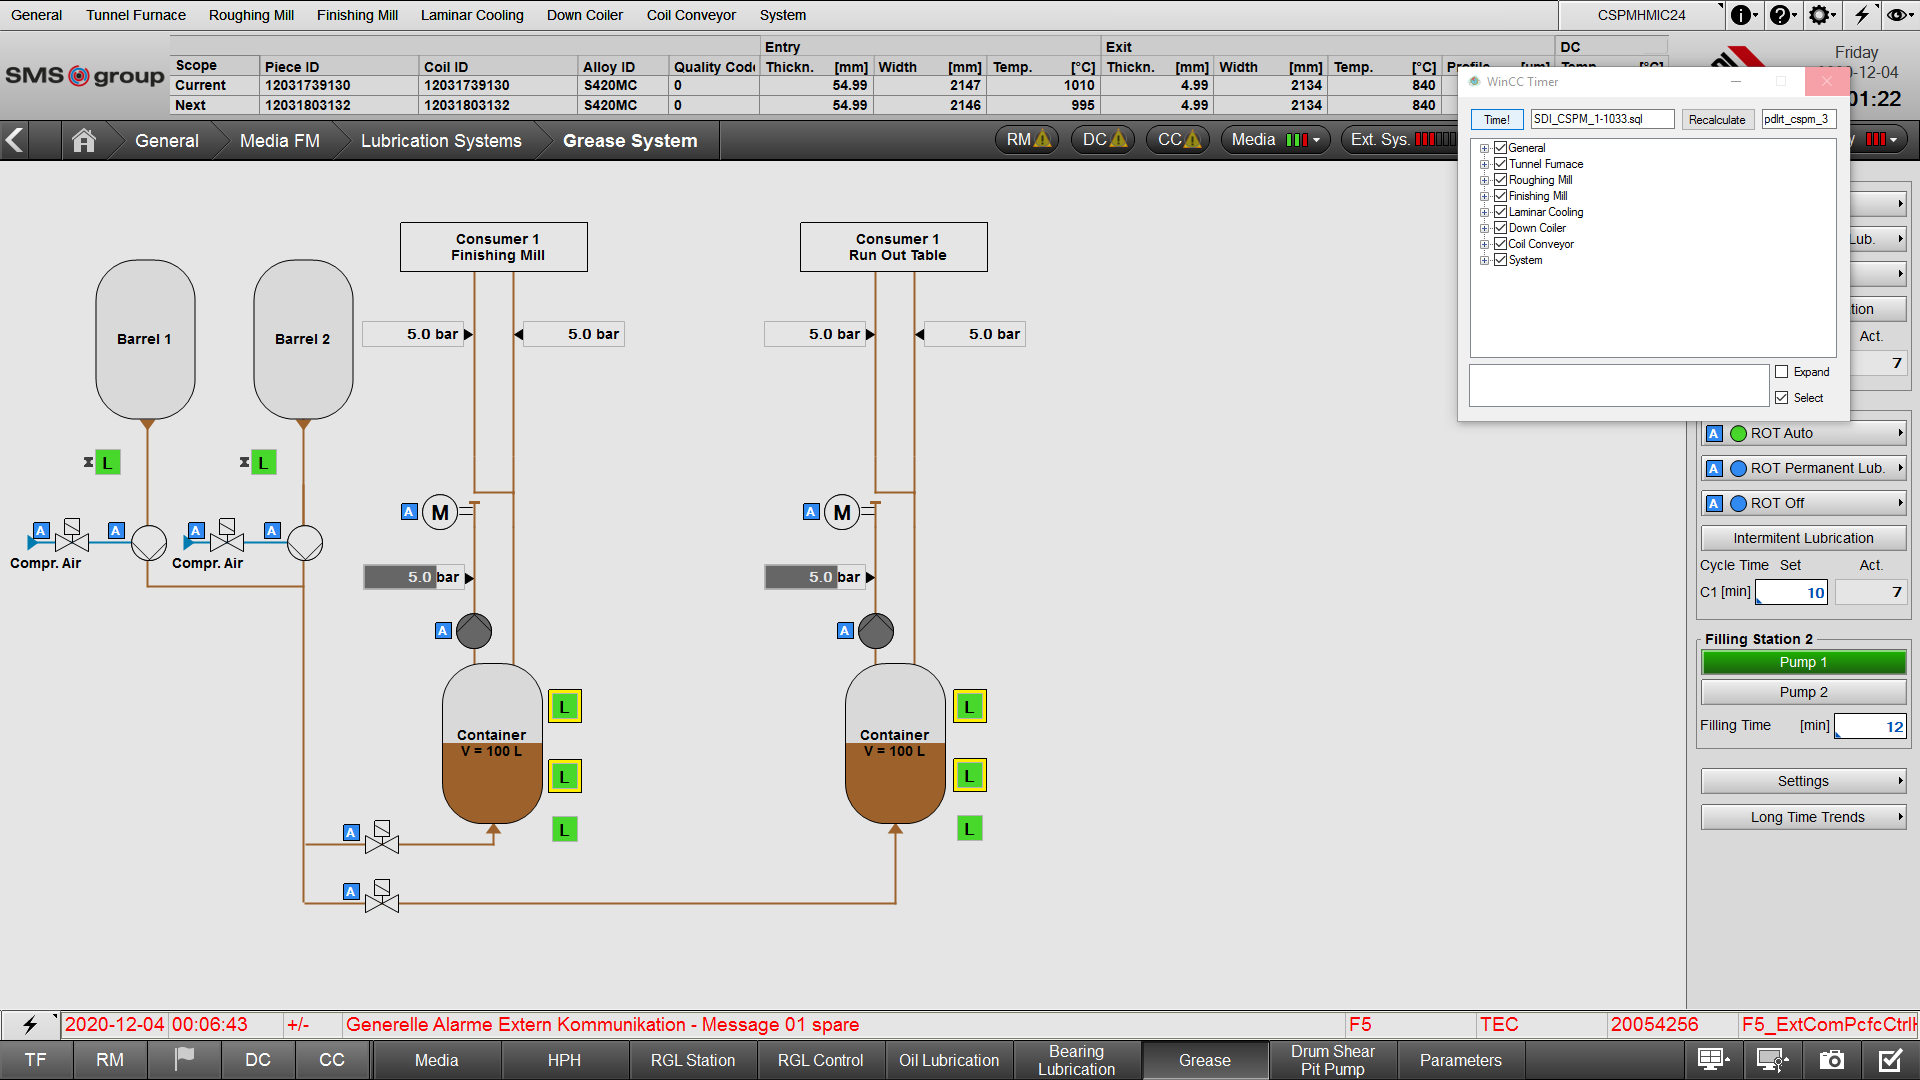 General Tunnel Furnace Roughing Mill Finishing Mill Laminar Cooling Down Coiler Coil Conveyor System CSPMHMIC24
SMS group
Entry Exit DC
Scope Piece ID Coil ID Alloy ID Quality Code Thickn. [mm] Width [mm] Temp. [°C] Thickn. [mm] Width [mm] Temp. [°C]
Current 12031739130 12031739130 S420MC 0 54.99 2147 1010 4.99 2134 840
Next 12031803132 12031803132 S420MC 0 54.99 2146 995 4.99 2134 840
Friday
-12-04
01:22
General Media FM Lubrication Systems Grease System RM DC CC Media Ext. Sys.
WinCC Timer
Time! SDI_CSPM_1-1033.sql Recalculate pdlrt_cspm_3
General
Tunnel Furnace
Roughing Mill
Finishing Mill
Laminar Cooling
Down Coiler
Coil Conveyor
System
Expand
Select
Lub.
tion
Act.
7
Consumer 1
Finishing Mill
Consumer 1
Run Out Table
Barrel 1
Barrel 2
5.0 bar 5.0 bar 5.0 bar 5.0 bar
L L
A M A M
A A A A
Compr. Air Compr. Air
5.0 bar 5.0 bar
A A
Container
V = 100 L
L
L
L
Container
V = 100 L
L
L
L
A
A
A ROT Auto
A ROT Permanent Lub.
A ROT Off
Intermitent Lubrication
Cycle Time Set Act.
C1 [min] 10 7
Filling Station 2
Pump 1
Pump 2
Filling Time [min] 12
Settings
Long Time Trends
2020-12-04 00:06:43 +/- Generelle Alarme Extern Kommunikation - Message 01 spare F5 TEC 20054256 F5_ExtComPcfcCtrl
TF RM DC CC Media HPH RGL Station RGL Control Oil Lubrication Bearing Lubrication Grease Drum Shear Pit Pump Parameters